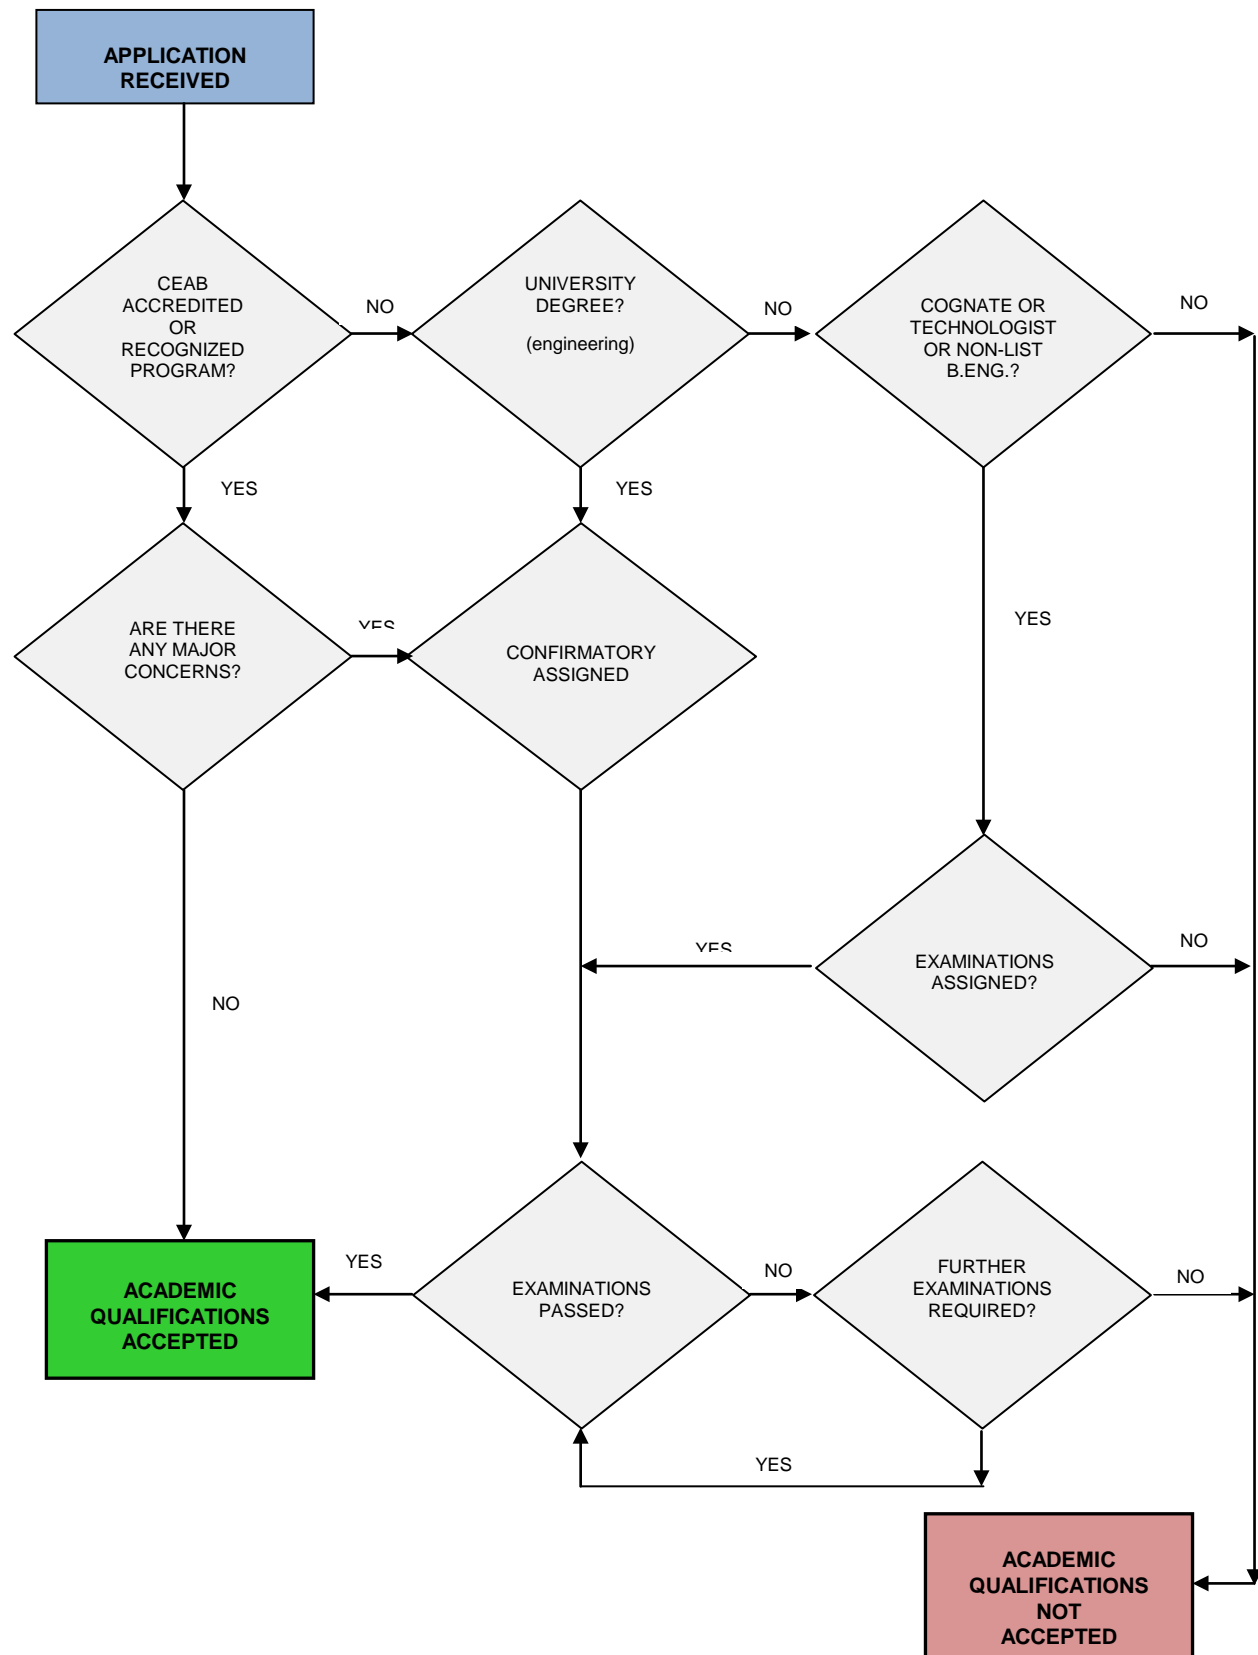 APPLICATION
RECEIVED
CEAB
ACCREDITED
OR
RECOGNIZED
PROGRAM?
NO
UNIVERSITY
DEGREE?
(engineering)
NO
COGNATE OR
TECHNOLOGIST
OR NON-LIST
B.ENG.?
NO
YES
YES
YES
ARE THERE
ANY MAJOR
CONCERNS?
YES
CONFIRMATORY
ASSIGNED
NO
YES
EXAMINATIONS
ASSIGNED?
NO
ACADEMIC
QUALIFICATIONS
ACCEPTED
YES
EXAMINATIONS
PASSED?
NO
FURTHER
EXAMINATIONS
REQUIRED?
NO
YES
ACADEMIC
QUALIFICATIONS
NOT
ACCEPTED